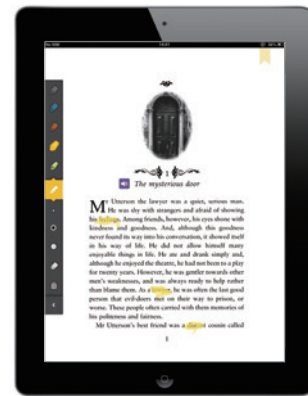 14:51
1
The mysterious door
Mr Utterson the lawyer was a quiet, serious man.
He was shy with strangers and afraid of showing
his feelings. Among friends, however, his eyes shone with
kindness and goodness. And, although this goodness
never found its way into his conversation, it showed itself
in his way of life. He did not allow himself many
enjoyable things in life. He ate and drank simply and,
although he enjoyed the theatre, he had not been to a play
for twenty years. However, he was gentler towards other
men's weaknesses, and was always ready to help rather
than blame them. As a lawyer, he was often the last good
person that evil-doers met on their way to prison, or
worse. These people often carried with them memories of
his politeness and fairness.
Mr Utterson's best friend was a distant cousin called
1